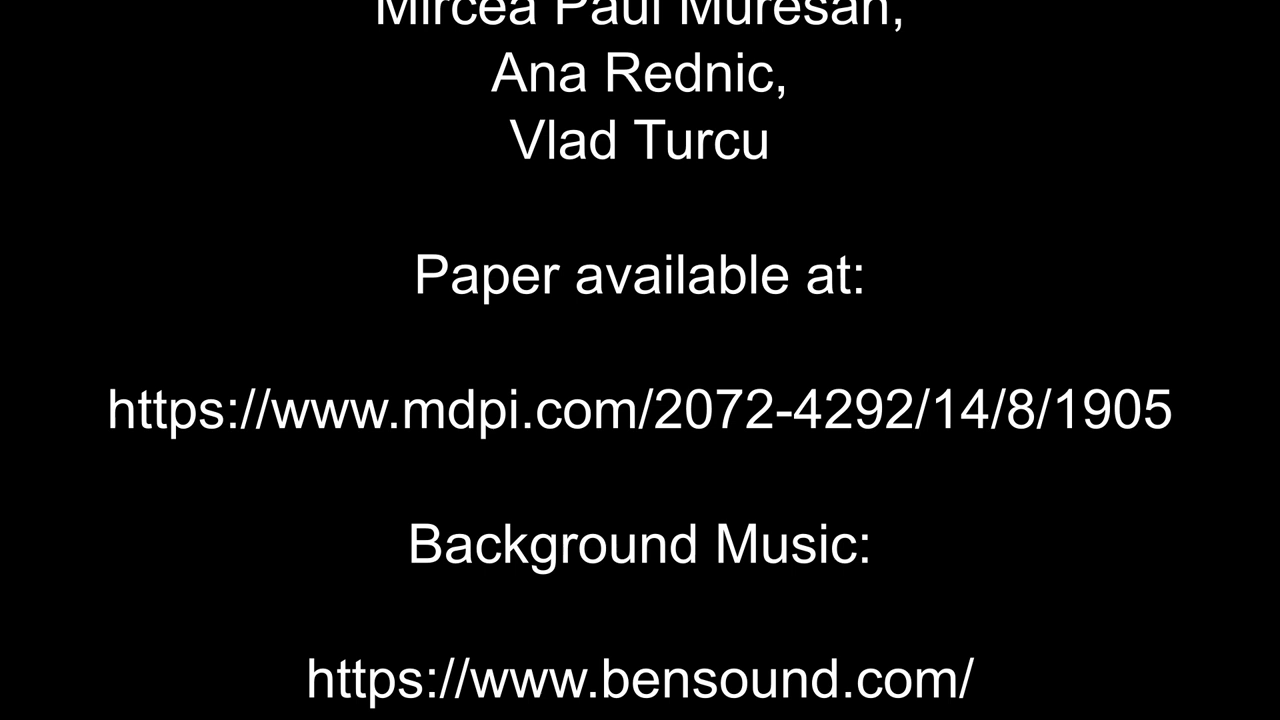 Mircea Paul Muresan,
Ana Rednic,
Vlad Turcu
Paper available at:
https://www.mdpi.com/2072-4292/14/8/1905
Background Music:
https://www.bensound.com/